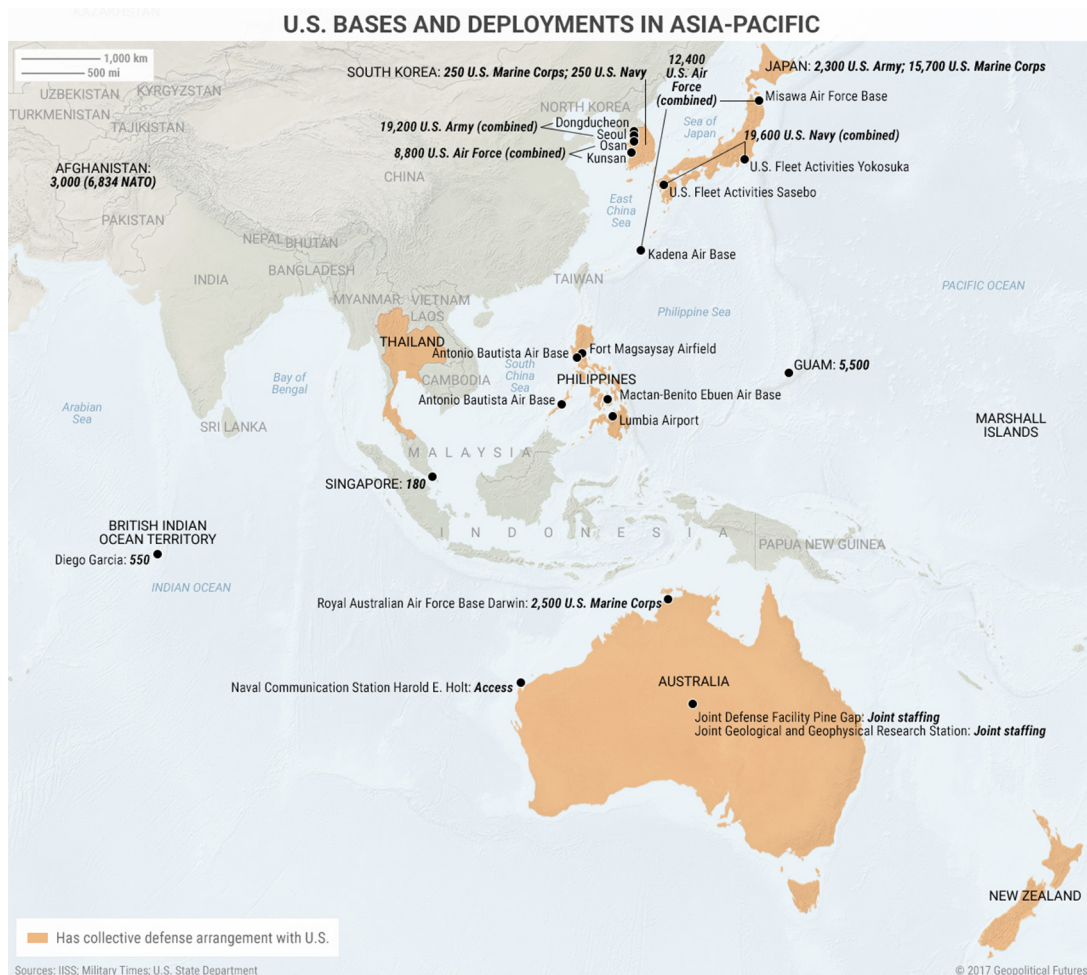 U.S. BASES AND DEPLOYMENTS IN ASIA-PACIFIC
KAZAKHSTAN
1,000 km
500 mi
12,400
U.S. Air
Force
(combined)
SOUTH KOREA: 250 U.S. Marine Corps; 250 U.S. Navy
JAPAN: 2,300 U.S. Army; 15,700 U.S. Marine Corps
UZBEKISTAN
KYRGYZSTAN
Misawa Air Force Base
NORTH KOREA
TURKMENISTAN
TAJIKISTAN
19,200 U.S. Army (combined)
Dongducheon
Seoul
Osan
Kunsan
Sea of
Japan
19,600 U.S. Navy (combined)
8,800 U.S. Air Force (combined)
AFGHANISTAN:
3,000 (6,834 NATO)
CHINA
U.S. Fleet Activities Yokosuka
U.S. Fleet Activities Sasebo
PAKISTAN
East
China
Sea
NEPAL
BHUTAN
Kadena Air Base
INDIA
BANGLADESH
TAIWAN
PACIFIC OCEAN
MYANMAR
VIETNAM
LAOS
Philippine Sea
THAILAND
Antonio Bautista Air Base
Fort Magsaysay Airfield
South
China
Sea
GUAM: 5,500
Bay of
Bengal
CAMBODIA
PHILIPPINES
Mactan-Benito Ebuen Air Base
Antonio Bautista Air Base
Arabian
Sea
Lumbia Airport
MARSHALL
ISLANDS
SRI LANKA
MALAYSIA
SINGAPORE: 180
BRITISH INDIAN
OCEAN TERRITORY
Diego Garcia: 550
INDONESIA
PAPUA NEW GUINEA
INDIAN OCEAN
Royal Australian Air Force Base Darwin: 2,500 U.S. Marine Corps
Naval Communication Station Harold E. Holt: Access
AUSTRALIA
Joint Defense Facility Pine Gap: Joint staffing
Joint Geological and Geophysical Research Station: Joint staffing
NEW ZEALAND
Has collective defense arrangement with U.S.
Sources: IISS; Military Times; U.S. State Department
© 2017 Geopolitical Futures